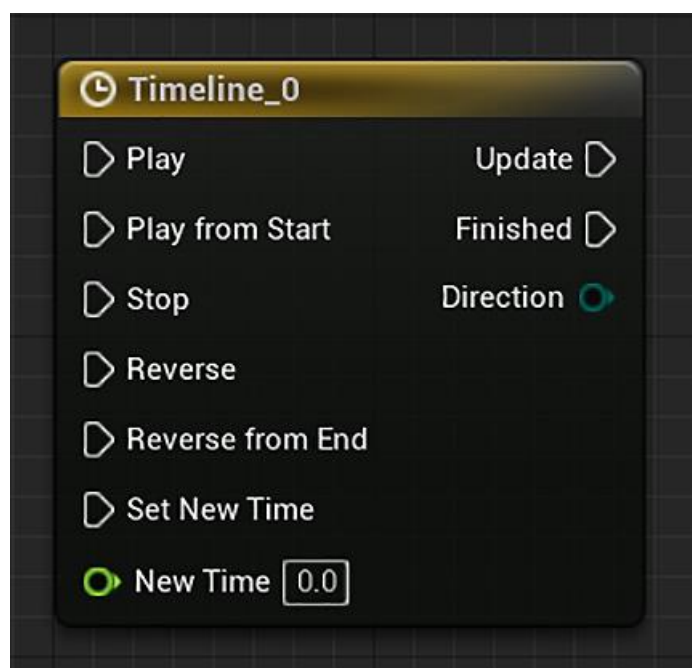 Timeline_0
Play Update
Play from Start Finished
Stop Direction
Reverse
Reverse from End
Set New Time
New Time 0.0